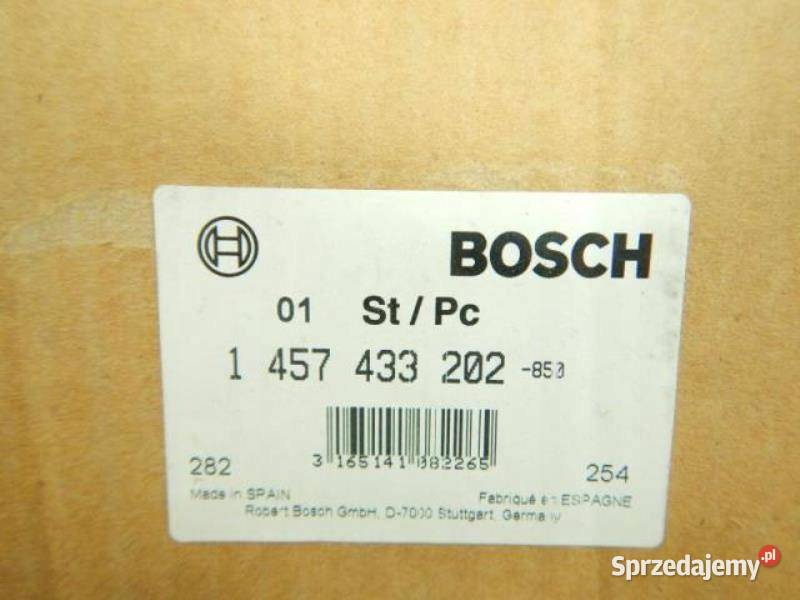 BOSCH
01 St / Pc
1 457 433 202 -850
3 165141 082265
282
254
Made in SPAIN
Fabriqué en ESPAGNE
Robert Bosch GmbH, D-7000 Stuttgart, Germany
Sprzedajemy.pl